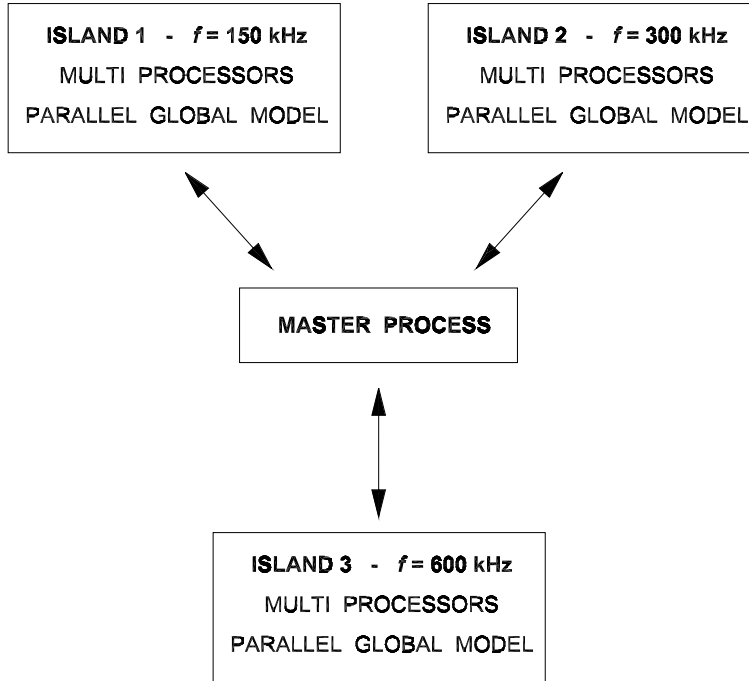 ISLAND 1 - f = 150 kHz
MULTI PROCESSORS
PARALLEL GLOBAL MODEL
ISLAND 2 - f = 300 kHz
MULTI PROCESSORS
PARALLEL GLOBAL MODEL
MASTER PROCESS
ISLAND 3 - f = 600 kHz
MULTI PROCESSORS
PARALLEL GLOBAL MODEL